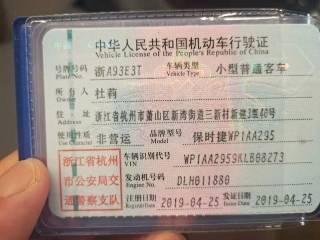 中华人民共和国机动车行驶证
Vehicle License of the People's Republic of China
号牌号码 浙A93E3T 车辆类型 小型普通客车
Plate No. Vehicle Type
所有人 杜莉
Owner
住址 浙江省杭州市萧山区新湾街道三新村新建3组40号
Address
使用性质 非营运 品牌型号 保时捷WP1AA295
Use Character Model
浙江省杭州市公安局交通警察支队
车辆识别代号 WP1AA2959KLB08273
VIN
发动机号码 DLH011880
Engine No.
注册日期 2019-04-25 发证日期 2019-04-25
Register Date Issue Date